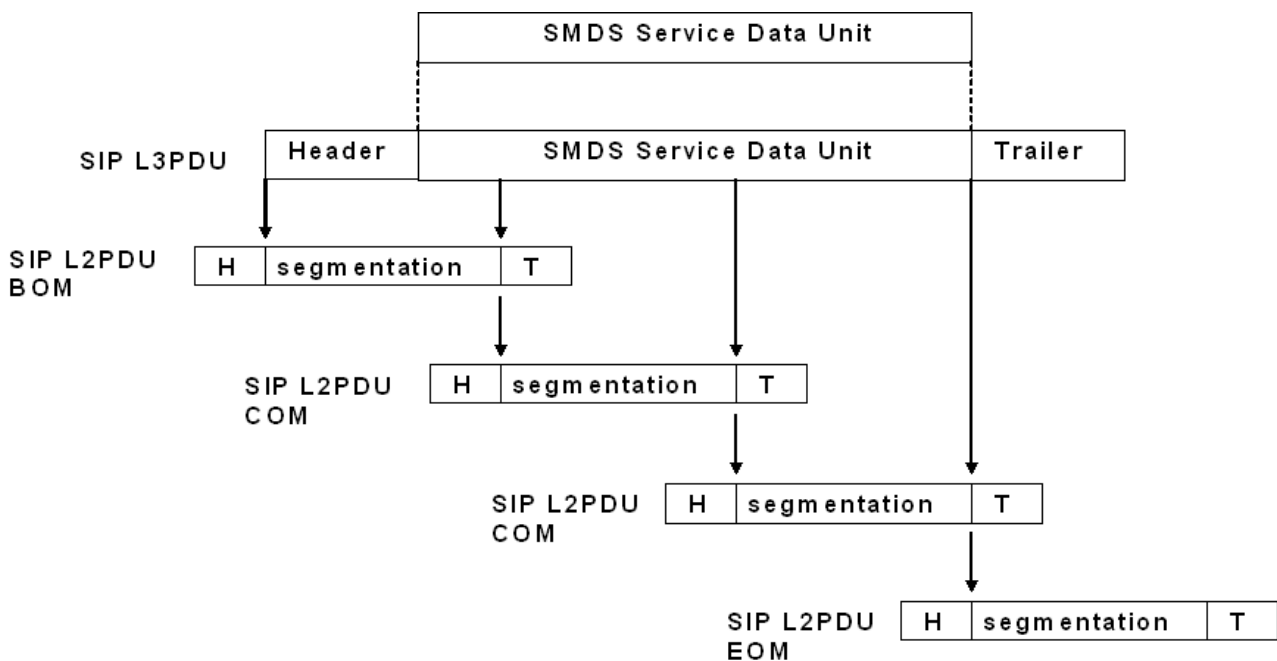 SMDS Service Data Unit
SIP L3PDU Header SMDS Service Data Unit Trailer
SIP L2PDU
BOM
H segmentation T
SIP L2PDU
COM
H segmentation T
SIP L2PDU
COM
H segmentation T
SIP L2PDU
EOM
H segmentation T